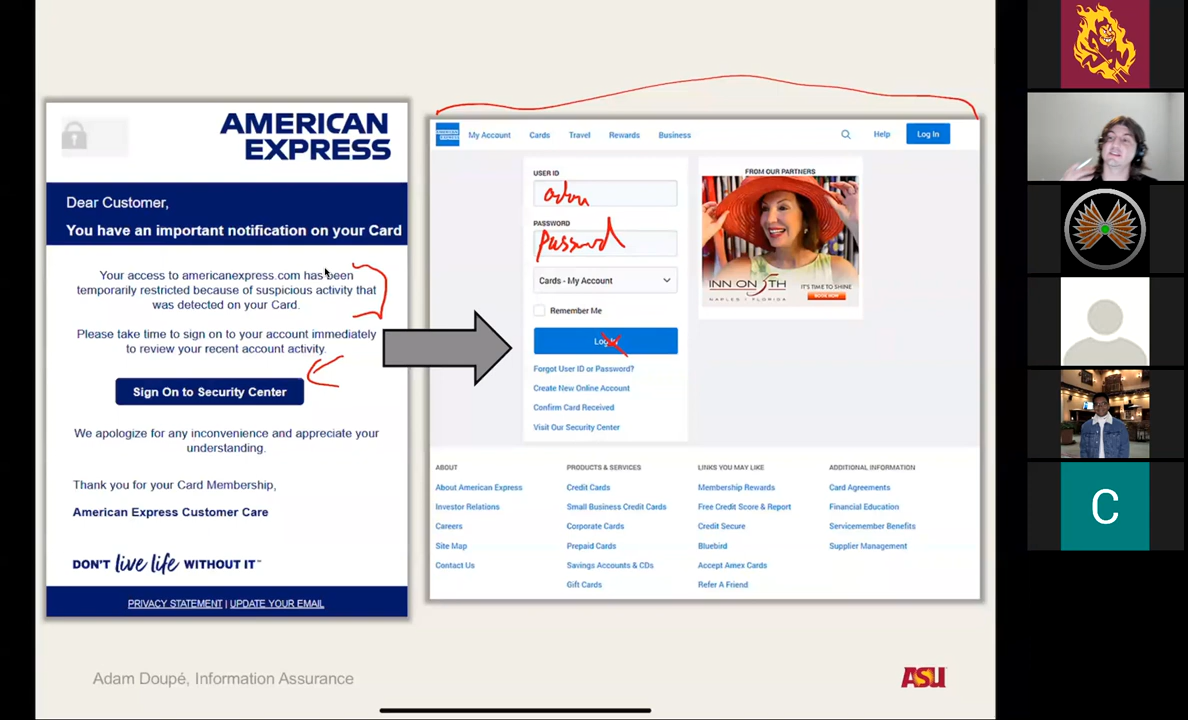 AMERICAN
EXPRESS
Dear Customer,
You have an important notification on your Card
Your access to americanexpress.com has been
temporarily restricted because of suspicious activity that
was detected on your Card.
Please take time to sign on to your account immediately
to review your recent account activity.
Sign On to Security Center
We apologize for any inconvenience and appreciate your
understanding.
Thank you for your Card Membership,
American Express Customer Care
DON'T live life WITHOUT IT™
PRIVACY STATEMENT | UPDATE YOUR EMAIL
My Account Cards Travel Rewards Business Help Log In
USER ID
PASSWORD
Cards - My Account
Remember Me
Log In
Forgot User ID or Password?
Create New Online Account
Confirm Card Received
Visit Our Security Center
FROM OUR PARTNERS
INN ON 5TH
NAPLES FLORIDA
IT'S TIME TO SHINE
BOOK NOW
ABOUT
About American Express
Investor Relations
Careers
Site Map
Contact Us
PRODUCTS & SERVICES
Credit Cards
Small Business Credit Cards
Corporate Cards
Prepaid Cards
Savings Accounts & CDs
Gift Cards
LINKS YOU MAY LIKE
Membership Rewards
Free Credit Score & Report
Credit Secure
Bluebird
Accept Amex Cards
Refer A Friend
ADDITIONAL INFORMATION
Card Agreements
Financial Education
Servicemember Benefits
Supplier Management
Adam Doupé, Information Assurance
ASU
C